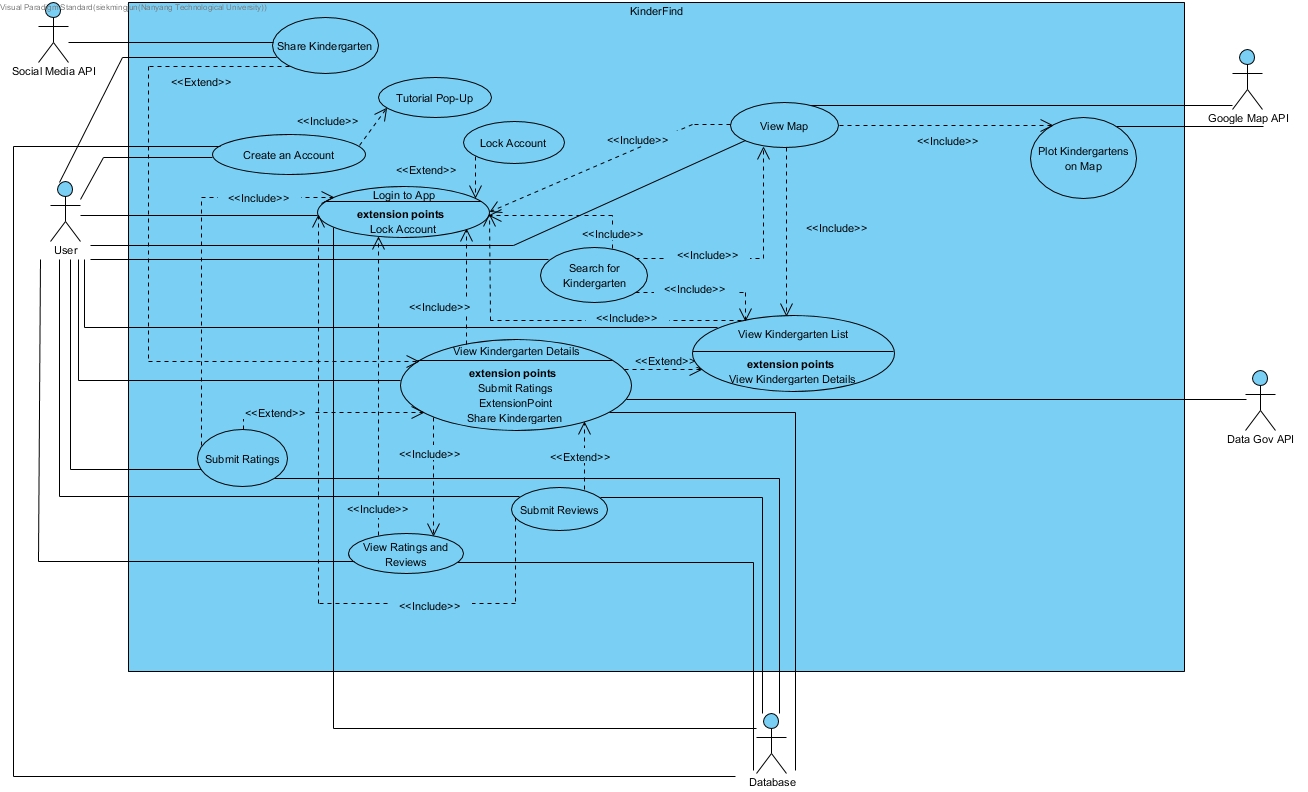 Visual Paradigm Standard(siekmingjun(Nanyang Technological University))
KinderFind
Social Media API
Share Kindergarten
<<Extend>>
Tutorial Pop-Up
<<Include>>
Google Map API
View Map
<<Include>>
<<Include>>
Lock Account
Create an Account
Plot Kindergartens
on Map
<<Extend>>
<<Include>>
Login to App
extension points
Lock Account
User
<<Include>>
<<Include>>
<<Include>>
Search for
Kindergarten
<<Include>>
<<Include>>
<<Include>>
View Kindergarten List
extension points
View Kindergarten Details
View Kindergarten Details
extension points
Submit Ratings
ExtensionPoint
Share Kindergarten
<<Extend>>
<<Extend>>
Data Gov API
Submit Ratings
<<Include>>
<<Extend>>
<<Include>>
Submit Reviews
View Ratings and
Reviews
<<Include>>
Database